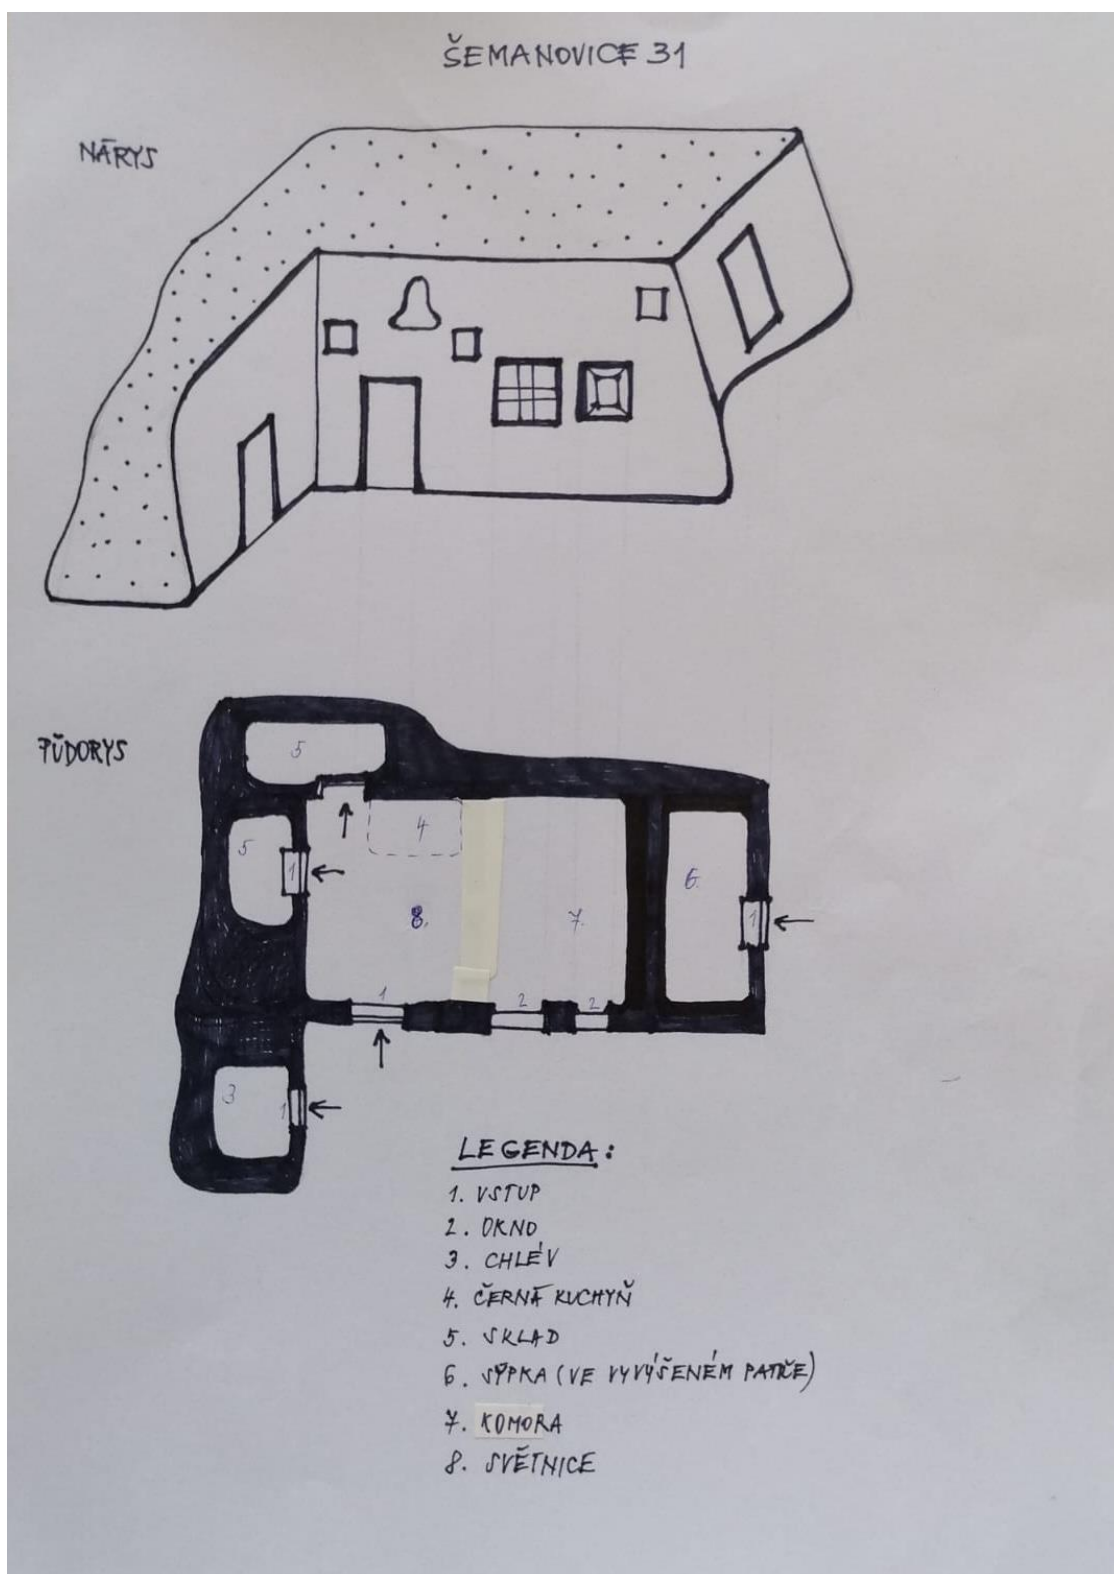 ŠEMANOVICE 31
NÁRYS
PŮDORYS
5
4
5
1
6.
8.
7.
1
1
2
2
3
1
LEGENDA:
1. VSTUP
2. OKNO
3. CHLÉV
4. ČERNÁ KUCHYŇ
5. SKLAD
6. SÝPKA (VE VYVÝŠENÉM PATŘE)
7. KOMORA
8. SVĚTNICE